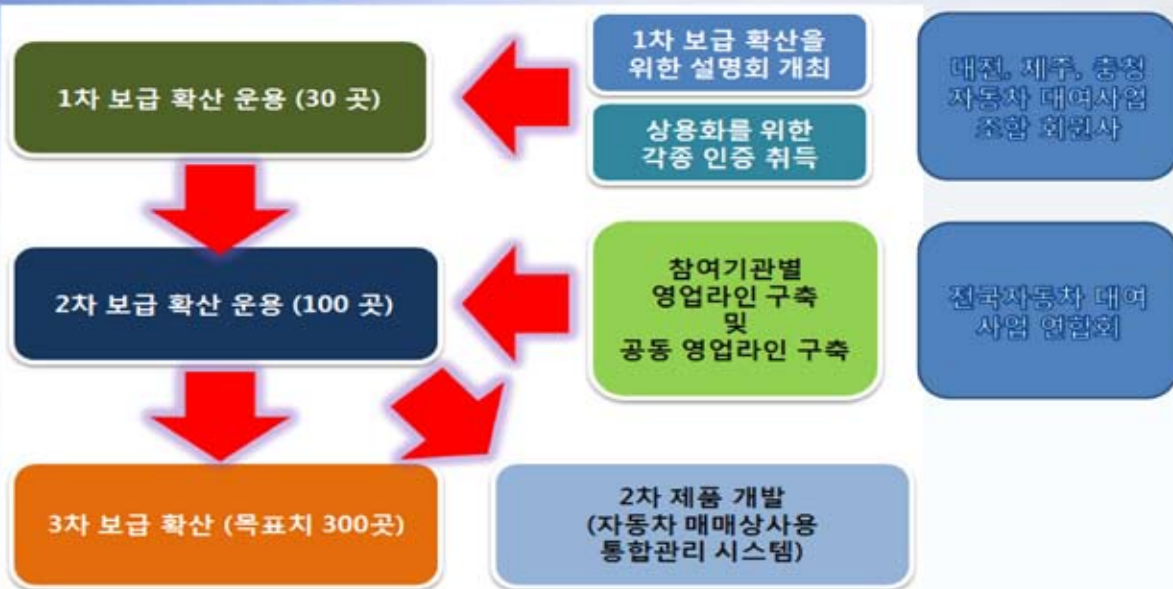 1차 보급 확산 운용 (30 곳)
1차 보급 확산을
위한 설명회 개최
상용화를 위한
각종 인증 취득
대전, 제주, 충청
자동차 대여사업
조합 회원사
2차 보급 확산 운용 (100 곳)
참여기관별
영업라인 구축
및
공동 영업라인 구축
전국자동차 대여
사업 연합회
3차 보급 확산 (목표치 300곳)
2차 제품 개발
(자동차 매매상사용
통합관리 시스템)